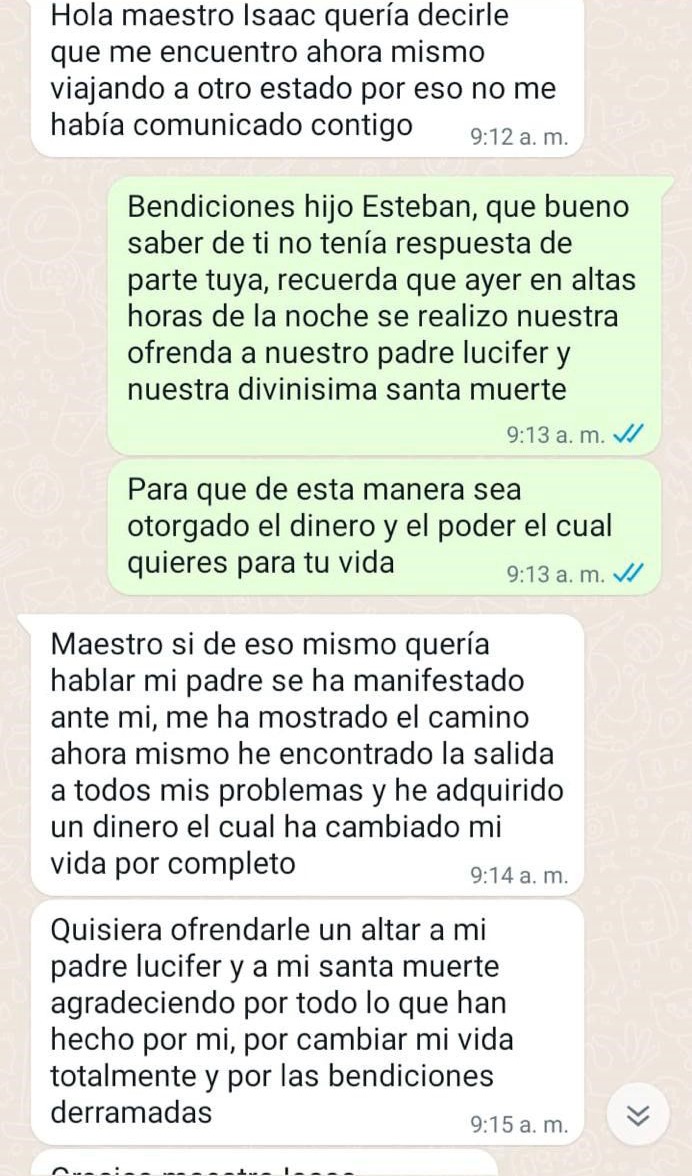 Hola maestro Isaac quería decirle
que me encuentro ahora mismo
viajando a otro estado por eso no me
había comunicado contigo
9:12 a. m.
Bendiciones hijo Esteban, que bueno
saber de ti no tenía respuesta de
parte tuya, recuerda que ayer en altas
horas de la noche se realizo nuestra
ofrenda a nuestro padre lucifer y
nuestra divinisima santa muerte
9:13 a. m.
Para que de esta manera sea
otorgado el dinero y el poder el cual
quieres para tu vida
9:13 a. m.
Maestro si de eso mismo quería
hablar mi padre se ha manifestado
ante mi, me ha mostrado el camino
ahora mismo he encontrado la salida
a todos mis problemas y he adquirido
un dinero el cual ha cambiado mi
vida por completo
9:14 a. m.
Quisiera ofrendarle un altar a mi
padre lucifer y a mi santa muerte
agradeciendo por todo lo que han
hecho por mi, por cambiar mi vida
totalmente y por las bendiciones
derramadas
9:15 a. m.